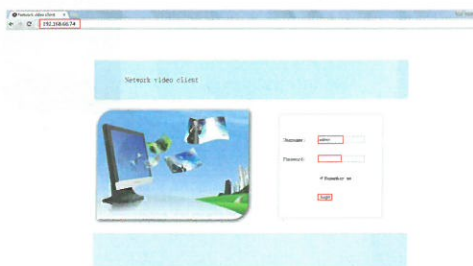 Network video client
192.168.66.74
Network video client
Username:
admin
Password:
Remember me
login